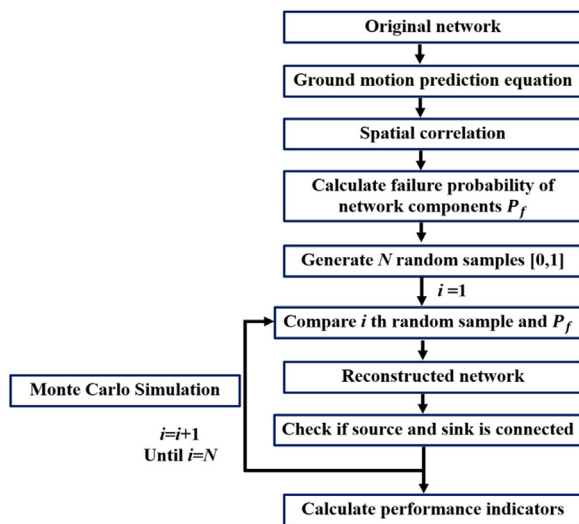 Original network
Ground motion prediction equation
Spatial correlation
Calculate failure probability of
network components P_f
Generate N random samples [0,1]
i =1
Compare i th random sample and P_f
Reconstructed network
Monte Carlo Simulation
Check if source and sink is connected
i=i+1
Until i=N
Calculate performance indicators